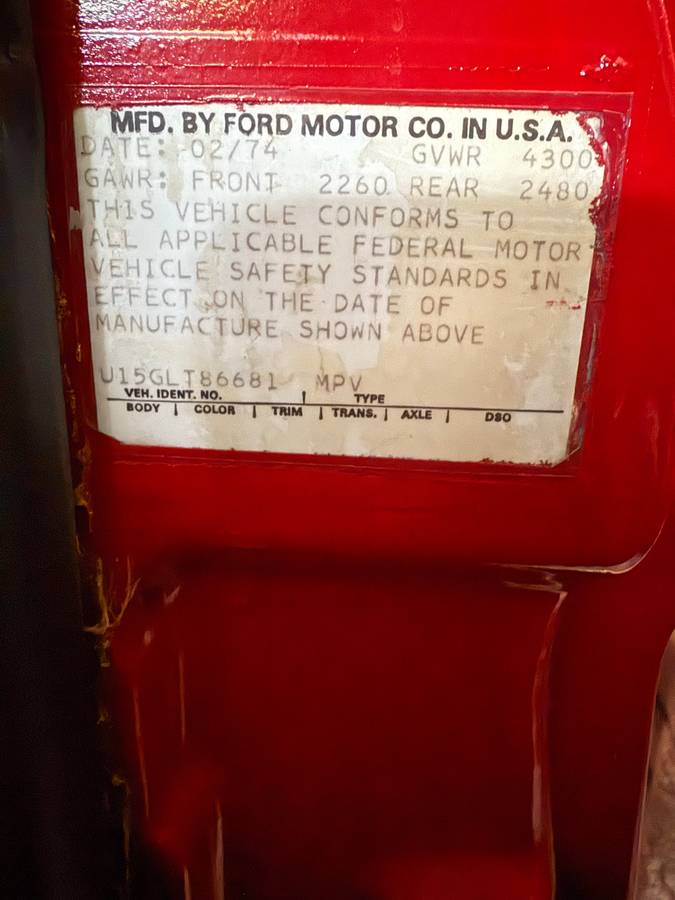 MFD. BY FORD MOTOR CO. IN U.S.A.
DATE: 02/74 GVWR 4300
GAWR: FRONT 2260 REAR 2480
THIS VEHICLE CONFORMS TO
ALL APPLICABLE FEDERAL MOTOR
VEHICLE SAFETY STANDARDS IN
EFFECT ON THE DATE OF
MANUFACTURE SHOWN ABOVE
U15GLT86681 MPV
VEH. IDENT. NO. | TYPE
BODY | COLOR | TRIM | TRANS. | AXLE | DSO